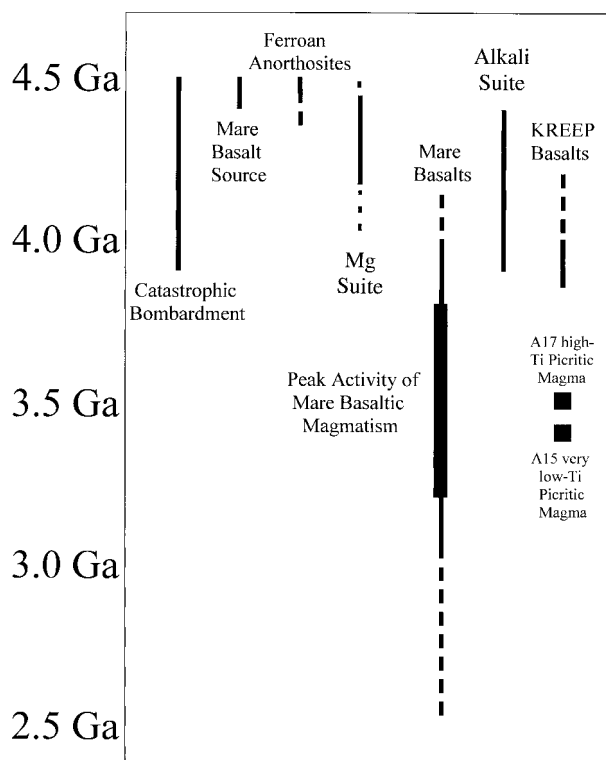 4.5 Ga
4.0 Ga
3.5 Ga
3.0 Ga
2.5 Ga
Catastrophic
Bombardment
Mare
Basalt
Source
Ferroan
Anorthosites
Mg
Suite
Peak Activity of
Mare Basaltic
Magmatism
Mare
Basalts
Alkali
Suite
KREEP
Basalts
A17 high-
Ti Picritic
Magma
A15 very
low-Ti
Picritic
Magma